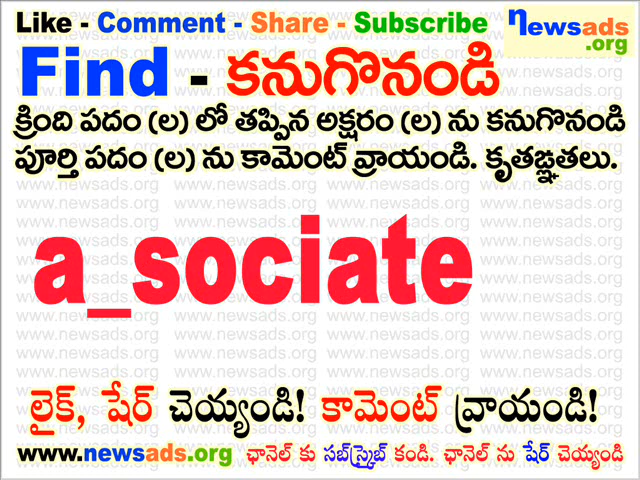 Like - Comment - Share - Subscribe
newsads
.org
Find - కనుగొనండి
క్రింది పదం (ల) లో తప్పిన అక్షరం (ల) ను కనుగొనండి
పూర్తి పదం (ల) ను కామెంట్ వ్రాయండి. కృతజ్ఞతలు.
a_sociate
లైక్, షేర్ చెయ్యండి! కామెంట్ వ్రాయండి!
www.newsads.org ఛానెల్ కు సబ్‌స్క్రైబ్ కండి. ఛానెల్ ను షేర్ చెయ్యండి